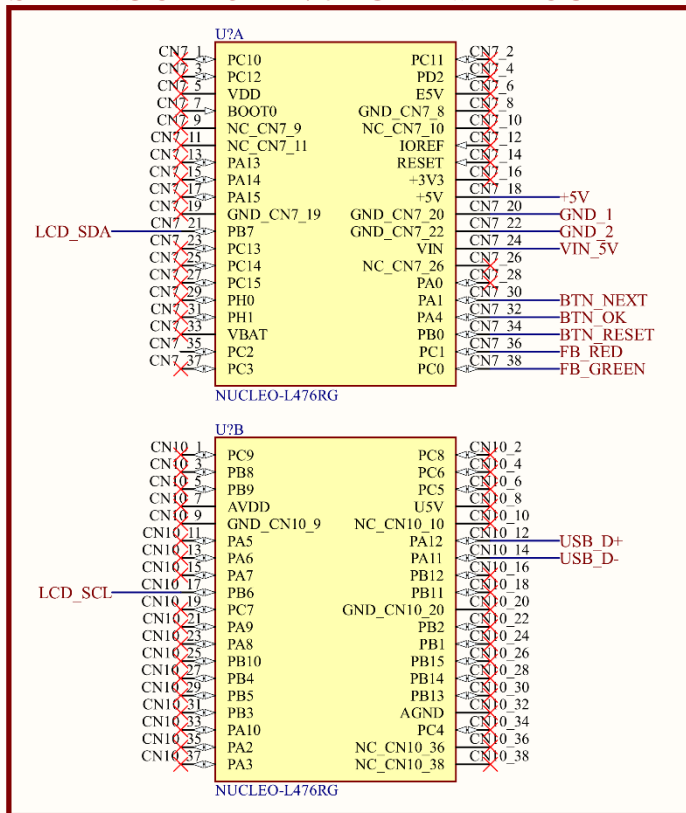 U?A
CN7_1 PC10 PC11 CN7_2
CN7_3 PC12 PD2 CN7_4
CN7_5 VDD E5V CN7_6
CN7_7 BOOT0 GND_CN7_8 CN7_8
CN7_9 NC_CN7_9 NC_CN7_10 CN7_10
CN7_11 NC_CN7_11 IOREF CN7_12
CN7_13 PA13 RESET CN7_14
CN7_15 PA14 +3V3 CN7_16
CN7_17 PA15 +5V CN7_18 +5V
CN7_19 GND_CN7_19 GND_CN7_20 CN7_20 GND_1
LCD_SDA CN7_21 PB7 GND_CN7_22 CN7_22 GND_2
CN7_23 PC13 VIN CN7_24 VIN_5V
CN7_25 PC14 NC_CN7_26 CN7_26
CN7_27 PC15 PA0 CN7_28
CN7_29 PH0 PA1 CN7_30 BTN_NEXT
CN7_31 PH1 PA4 CN7_32 BTN_OK
CN7_33 VBAT PB0 CN7_34 BTN_RESET
CN7_35 PC2 PC1 CN7_36 FB_RED
CN7_37 PC3 PC0 CN7_38 FB_GREEN
NUCLEO-L476RG
U?B
CN10_1 PC9 PC8 CN10_2
CN10_3 PB8 PC6 CN10_4
CN10_5 PB9 PC5 CN10_6
CN10_7 AVDD U5V CN10_8
CN10_9 GND_CN10_9 NC_CN10_10 CN10_10
CN10_11 PA5 PA12 CN10_12 USB_D+
CN10_13 PA6 PA11 CN10_14 USB_D-
CN10_15 PA7 PB12 CN10_16
LCD_SCL CN10_17 PB6 PB11 CN10_18
CN10_19 PC7 GND_CN10_20 CN10_20
CN10_21 PA9 PB2 CN10_22
CN10_23 PA8 PB1 CN10_24
CN10_25 PB10 PB15 CN10_26
CN10_27 PB4 PB14 CN10_28
CN10_29 PB5 PB13 CN10_30
CN10_31 PB3 AGND CN10_32
CN10_33 PA10 PC4 CN10_34
CN10_35 PA2 NC_CN10_36 CN10_36
CN10_37 PA3 NC_CN10_38 CN10_38
NUCLEO-L476RG